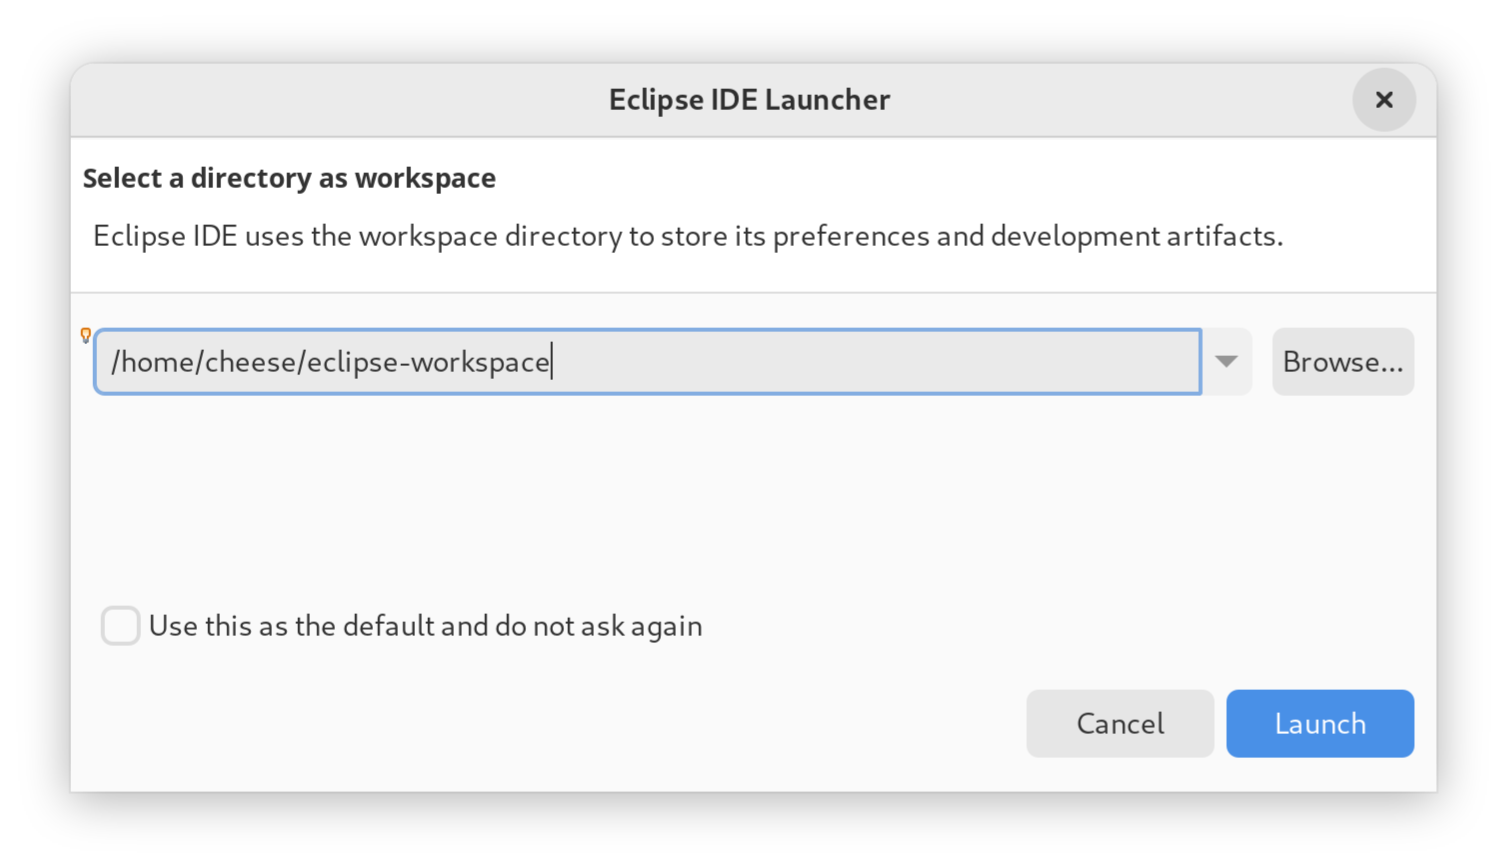 Eclipse IDE Launcher
Select a directory as workspace
Eclipse IDE uses the workspace directory to store its preferences and development artifacts.
/home/cheese/eclipse-workspace
Browse...
Use this as the default and do not ask again
Cancel
Launch